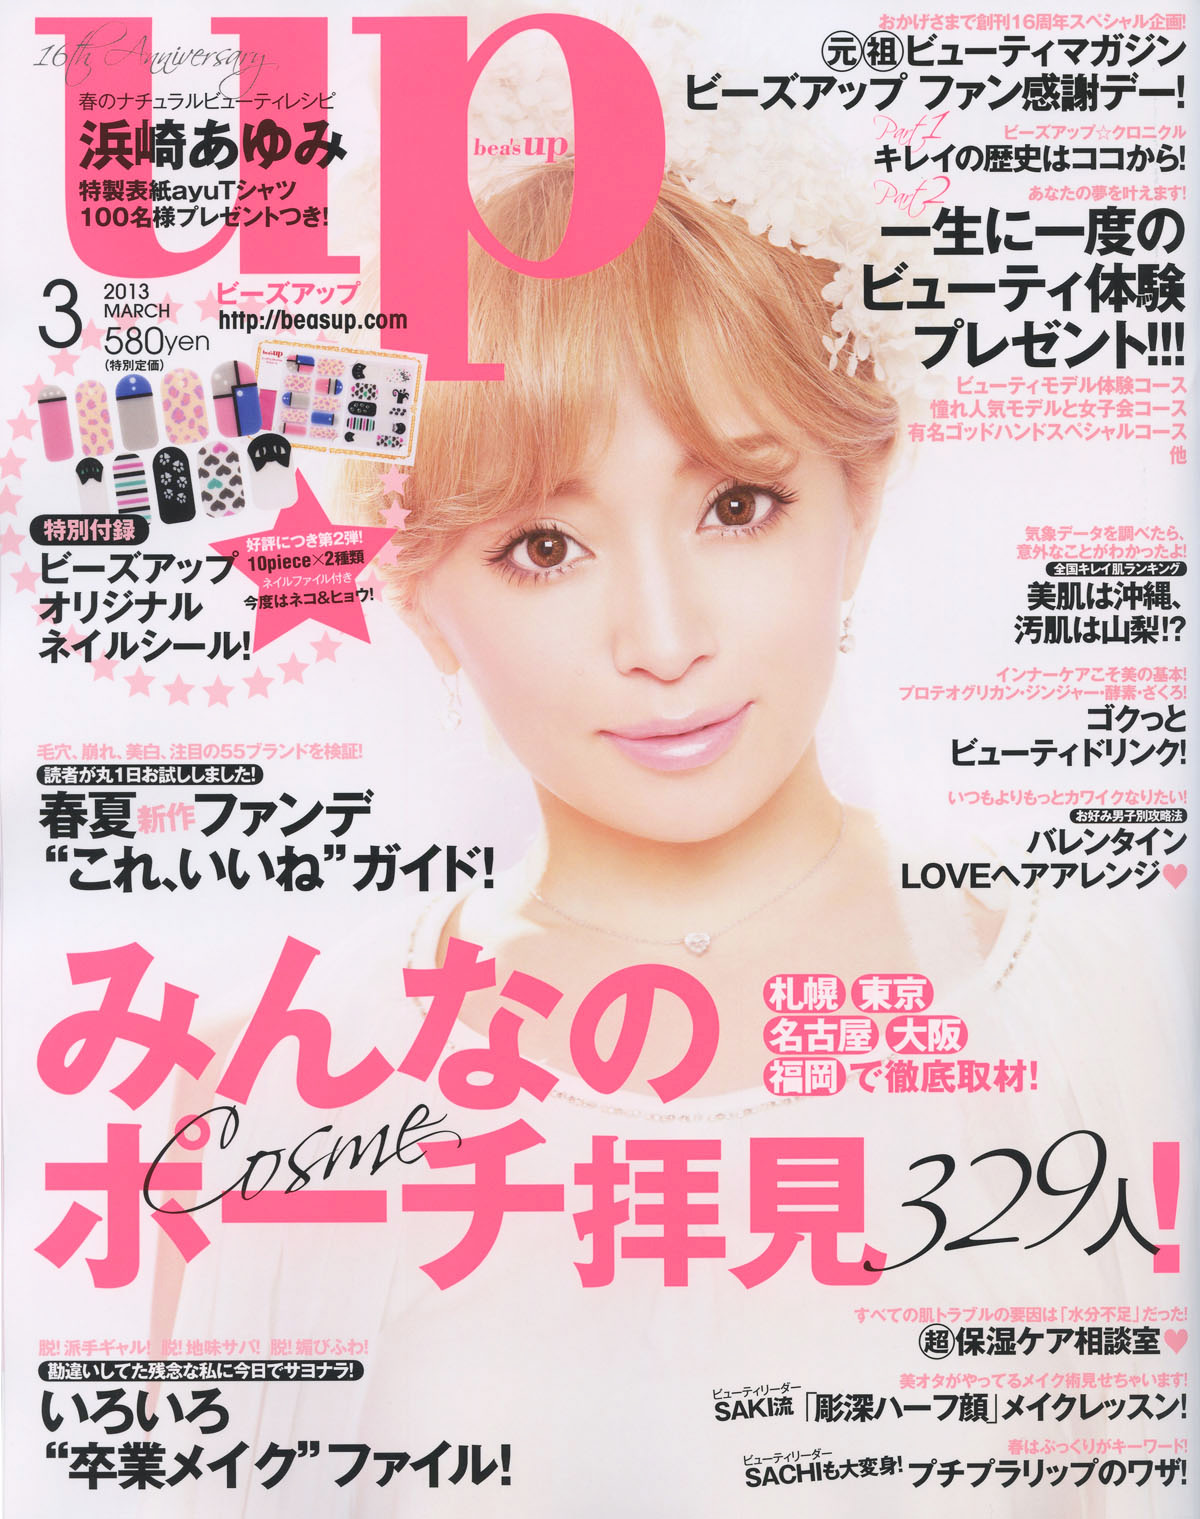 up
bea's up
16th Anniversary
春のナチュラルビューティレシピ
浜崎あゆみ
特製表紙ayuTシャツ
100名様プレゼントつき!
3
2013
MARCH
580yen
(特別定価)
ビーズアップ
http://beasup.com
bea's up
特別付録
ビーズアップ
オリジナル
ネイルシール!
好評につき第2弾!
10piece×2種類
ネイルファイル付き
今度はネコ&ヒョウ!
毛穴、崩れ、美白、注目の55ブランドを検証!
読者が丸1日お試ししました!
春夏新作ファンデ
“これ、いいね”ガイド!
おかげさまで創刊16周年スペシャル企画!
元祖ビューティマガジン
ビーズアップ ファン感謝デー!
Part 1
ビーズアップ☆クロニクル
キレイの歴史はココから!
Part 2
あなたの夢を叶えます!
一生に一度の
ビューティ体験
プレゼント!!!
ビューティモデル体験コース
憧れ人気モデルと女子会コース
有名ゴッドハンドスペシャルコース
他
気象データを調べたら、
意外なことがわかったよ!
全国キレイ肌ランキング
美肌は沖縄、
汚肌は山梨!?
インナーケアこそ美の基本!
プロテオグリカン・ジンジャー・酵素・ざくろ!
ゴクっと
ビューティドリンク!
いつもよりもっとカワイクなりたい!
お好み男子別攻略法
バレンタイン
LOVEヘアアレンジ♥
みんなの
札幌 東京
名古屋 大阪
福岡で徹底取材!
Cosme
ポーチ拝見329人!
脱!派手ギャル! 脱!地味サバ! 脱!媚びふわ!
勘違いしてた残念な私に今日でサヨナラ!
いろいろ
“卒業メイク”ファイル!
すべての肌トラブルの要因は「水分不足」だった!
超保湿ケア相談室♥
美オタがやってるメイク術見せちゃいます!
ビューティリーダー
SAKI流「彫深ハーフ顔」メイクレッスン!
春はぷっくりがキーワード!
ビューティリーダー
SACHIも大変身!プチプラリップのワザ!